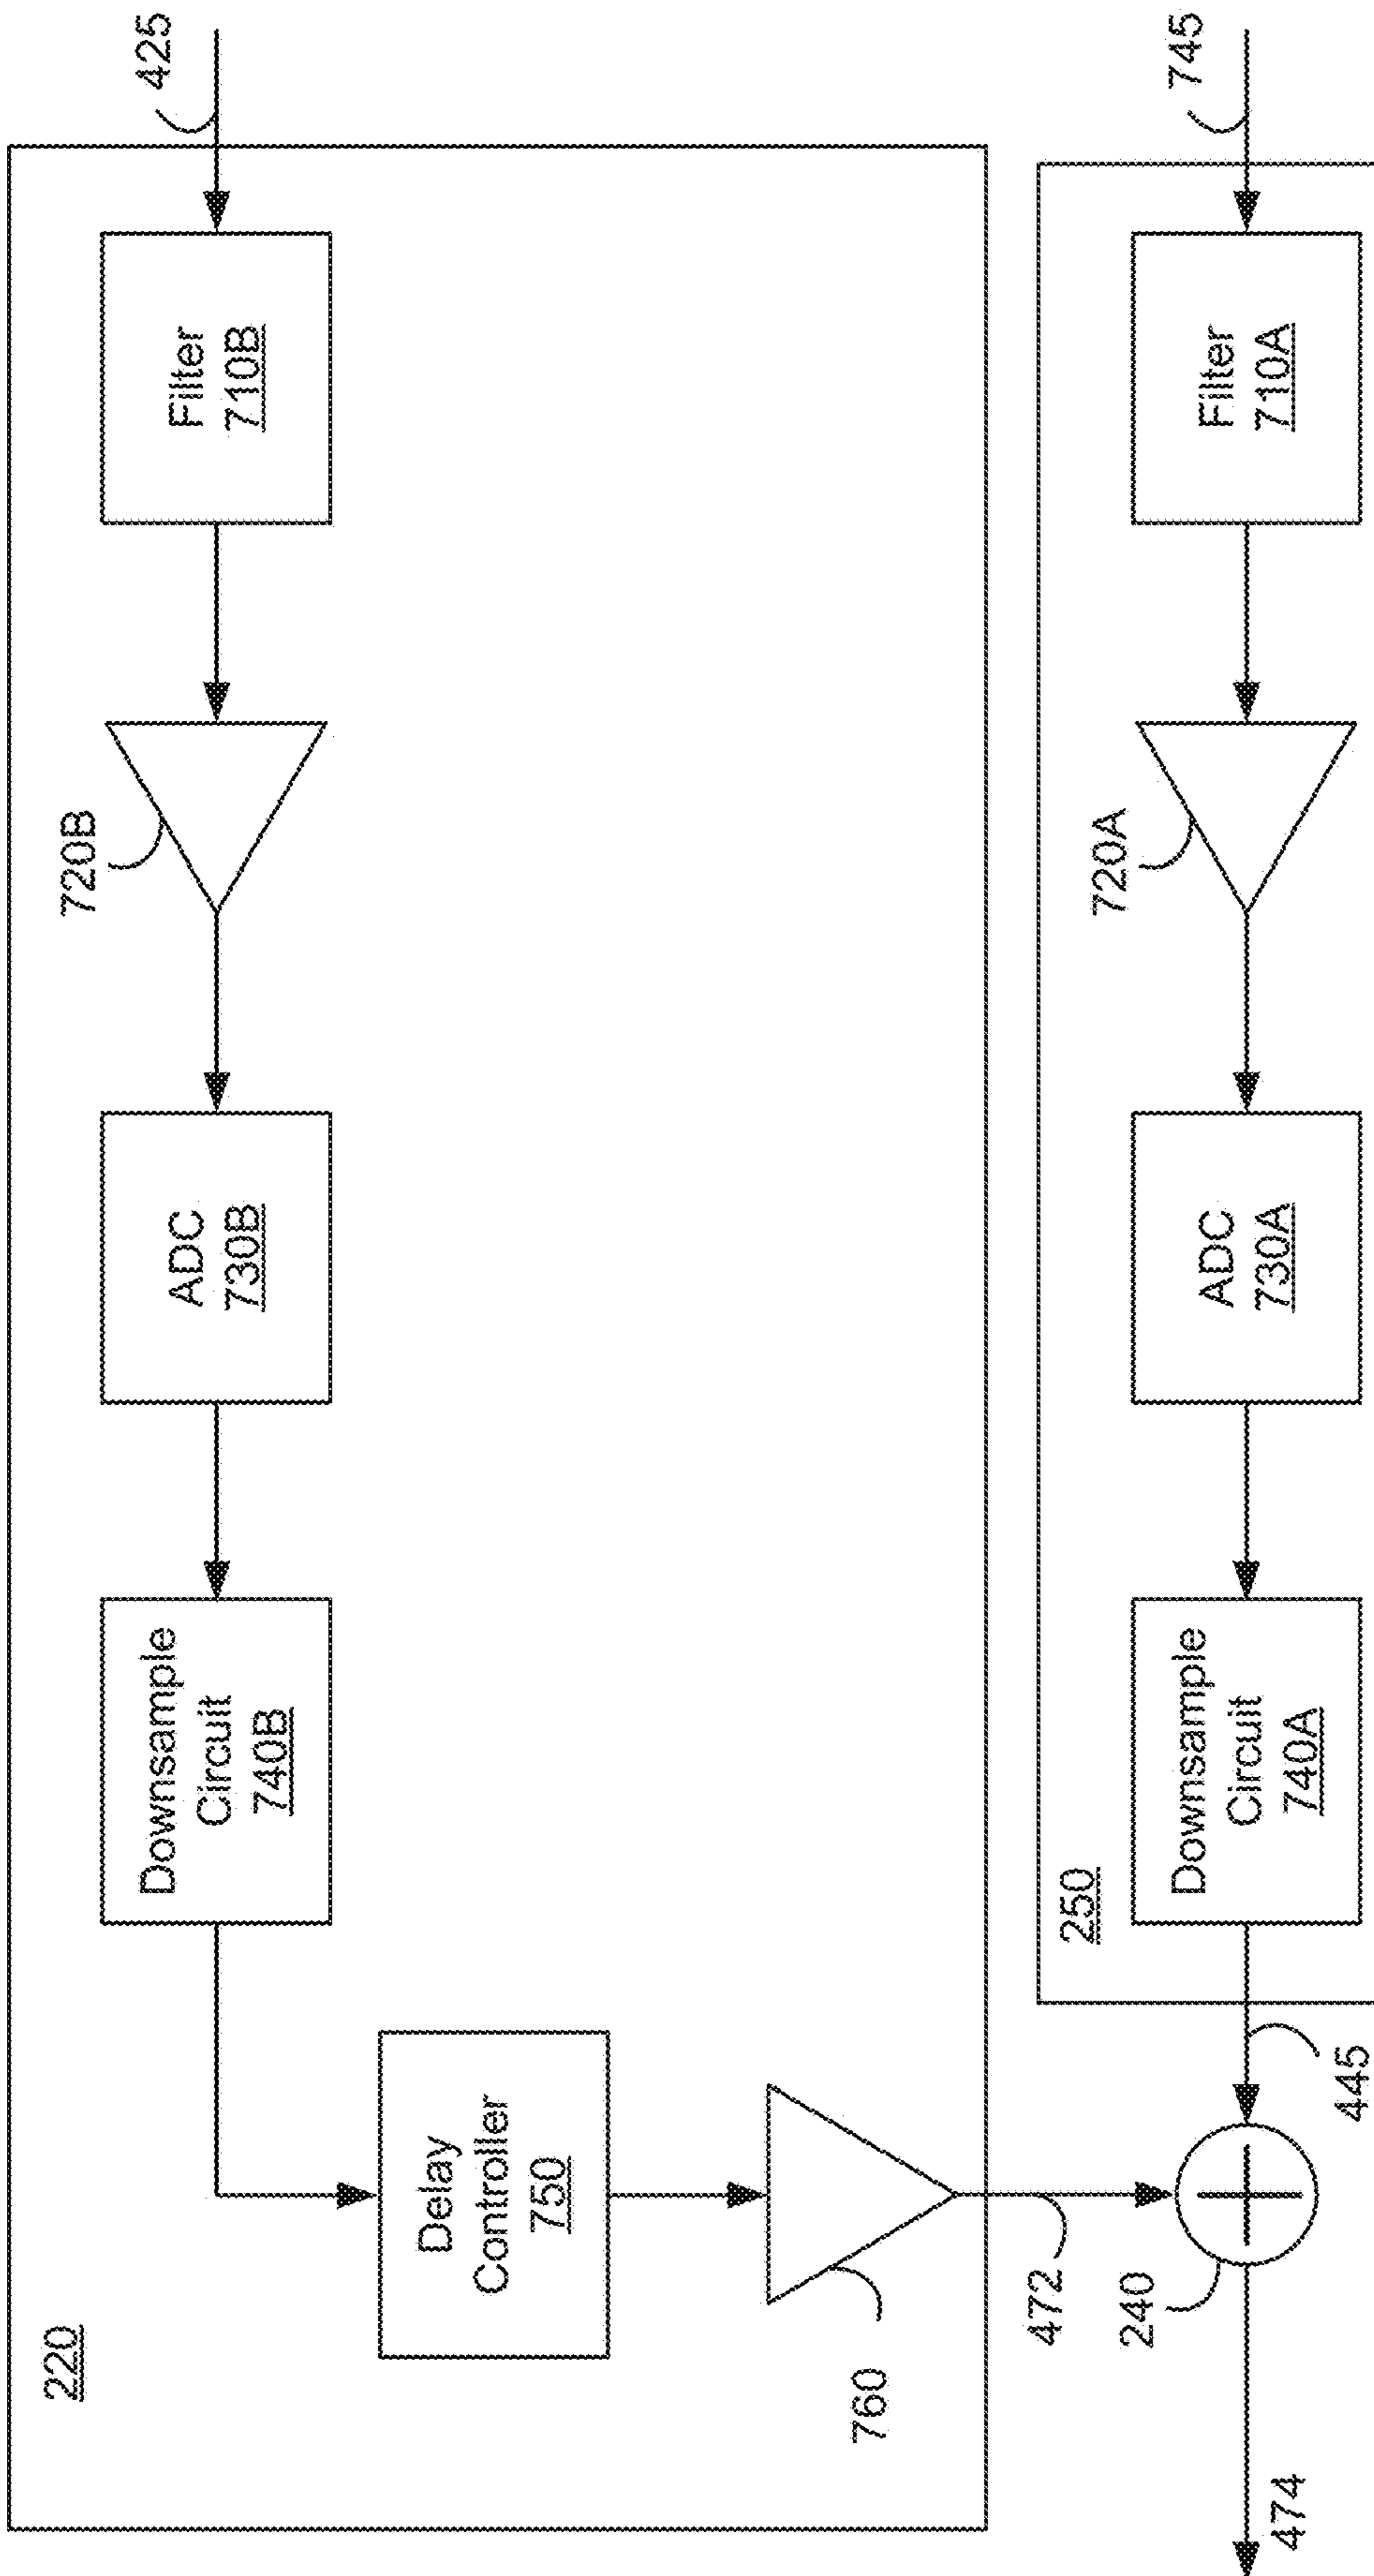 220
720B
425
Downsample
Circuit
740B
ADC
730B
Filter
710B
Delay
Controller
750
760
472
250
240
720A
745
Downsample
Circuit
740A
ADC
730A
Filter
710A
474
445